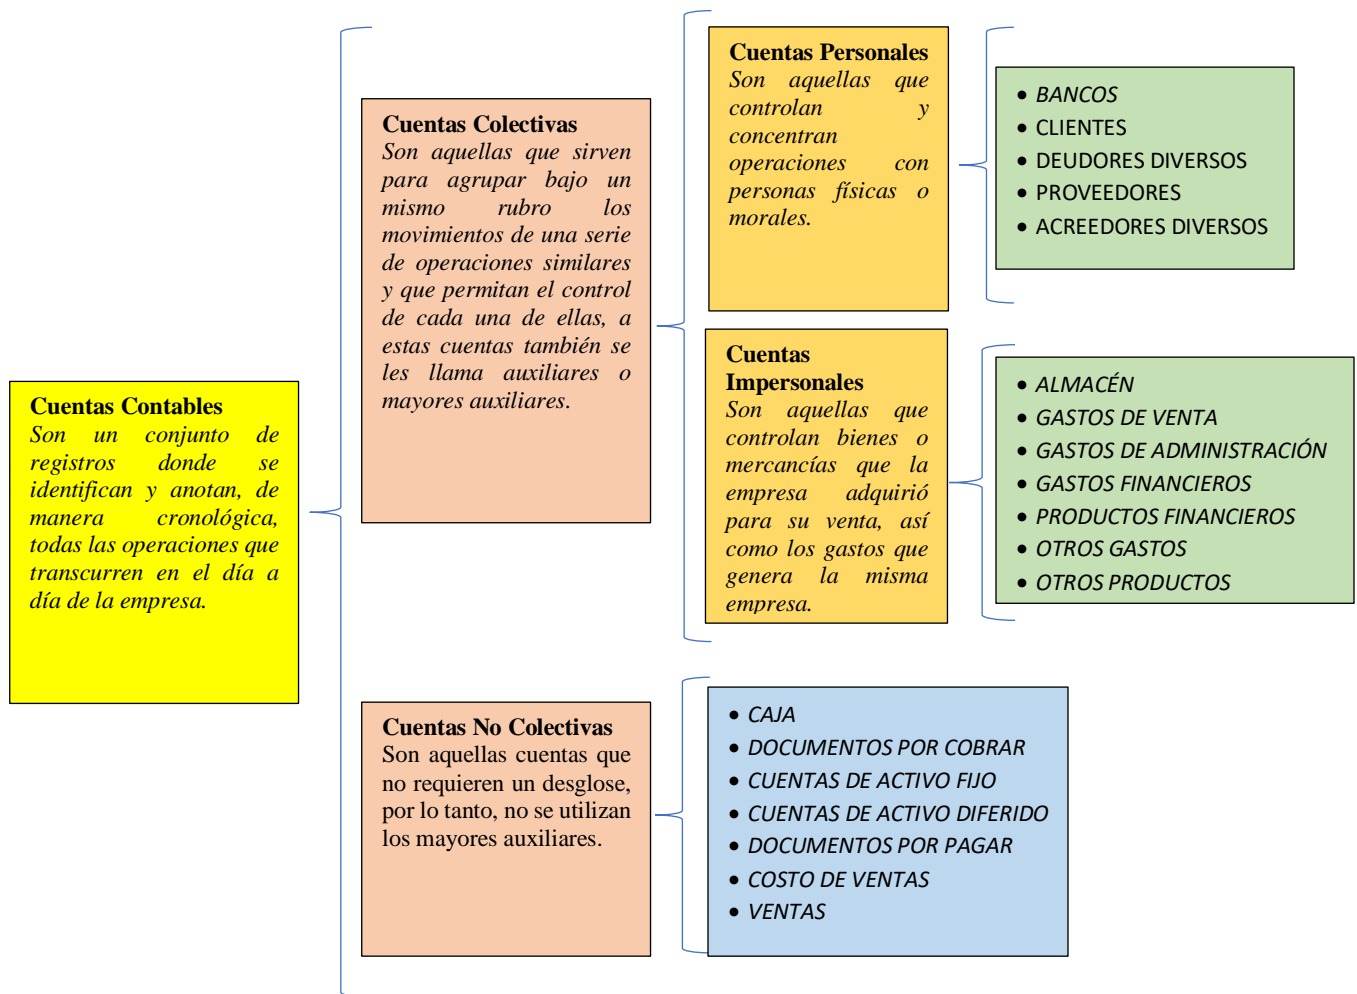 Cuentas Contables
Son un conjunto de
registros donde se
identifican y anotan, de
manera cronológica,
todas las operaciones que
transcurren en el día a
día de la empresa.
Cuentas Colectivas
Son aquellas que sirven
para agrupar bajo un
mismo rubro los
movimientos de una serie
de operaciones similares
y que permitan el control
de cada una de ellas, a
estas cuentas también se
les llama auxiliares o
mayores auxiliares.
Cuentas Personales
Son aquellas que
controlan y
concentran
operaciones con
personas físicas o
morales.
• BANCOS
• CLIENTES
• DEUDORES DIVERSOS
• PROVEEDORES
• ACREEDORES DIVERSOS
Cuentas
Impersonales
Son aquellas que
controlan bienes o
mercancías que la
empresa adquirió
para su venta, así
como los gastos que
genera la misma
empresa.
• ALMACÉN
• GASTOS DE VENTA
• GASTOS DE ADMINISTRACIÓN
• GASTOS FINANCIEROS
• PRODUCTOS FINANCIEROS
• OTROS GASTOS
• OTROS PRODUCTOS
Cuentas No Colectivas
Son aquellas cuentas que
no requieren un desglose,
por lo tanto, no se utilizan
los mayores auxiliares.
• CAJA
• DOCUMENTOS POR COBRAR
• CUENTAS DE ACTIVO FIJO
• CUENTAS DE ACTIVO DIFERIDO
• DOCUMENTOS POR PAGAR
• COSTO DE VENTAS
• VENTAS